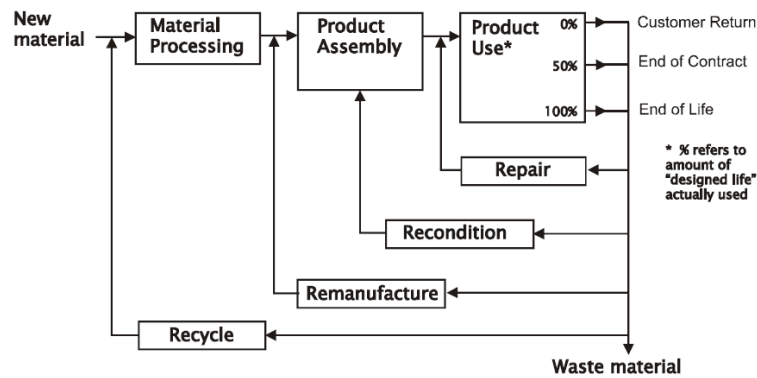 New
material
Material
Processing
Product
Assembly
Product
Use*
0%
50%
100%
Customer Return
End of Contract
End of Life
* % refers to
amount of
"designed life"
actually used
Repair
Recondition
Remanufacture
Recycle
Waste material